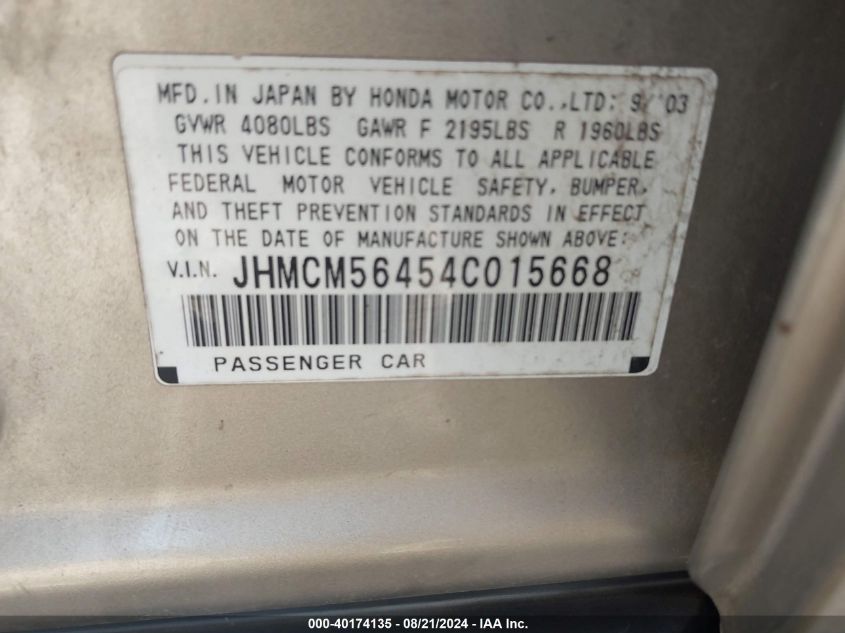 MFD. IN JAPAN BY HONDA MOTOR CO., LTD: 9/'03
GVWR 4080LBS GAWR F 2195LBS R 1960LBS
THIS VEHICLE CONFORMS TO ALL APPLICABLE
FEDERAL MOTOR VEHICLE SAFETY, BUMPER,
AND THEFT PREVENTION STANDARDS IN EFFECT
ON THE DATE OF MANUFACTURE SHOWN ABOVE:
V.I.N. JHMCM56454C015668
PASSENGER CAR
000-40174135 - 08/21/2024 - IAA Inc.